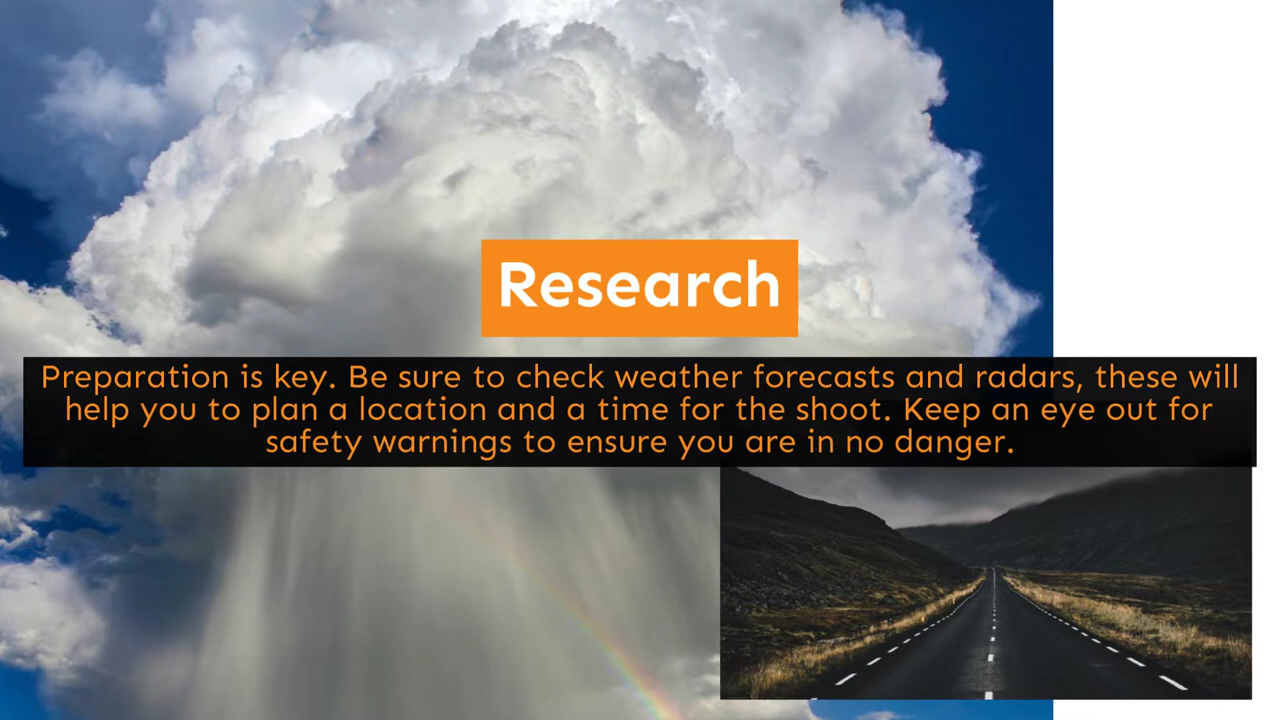 Research
Preparation is key. Be sure to check weather forecasts and radars, these will
help you to plan a location and a time for the shoot. Keep an eye out for
safety warnings to ensure you are in no danger.